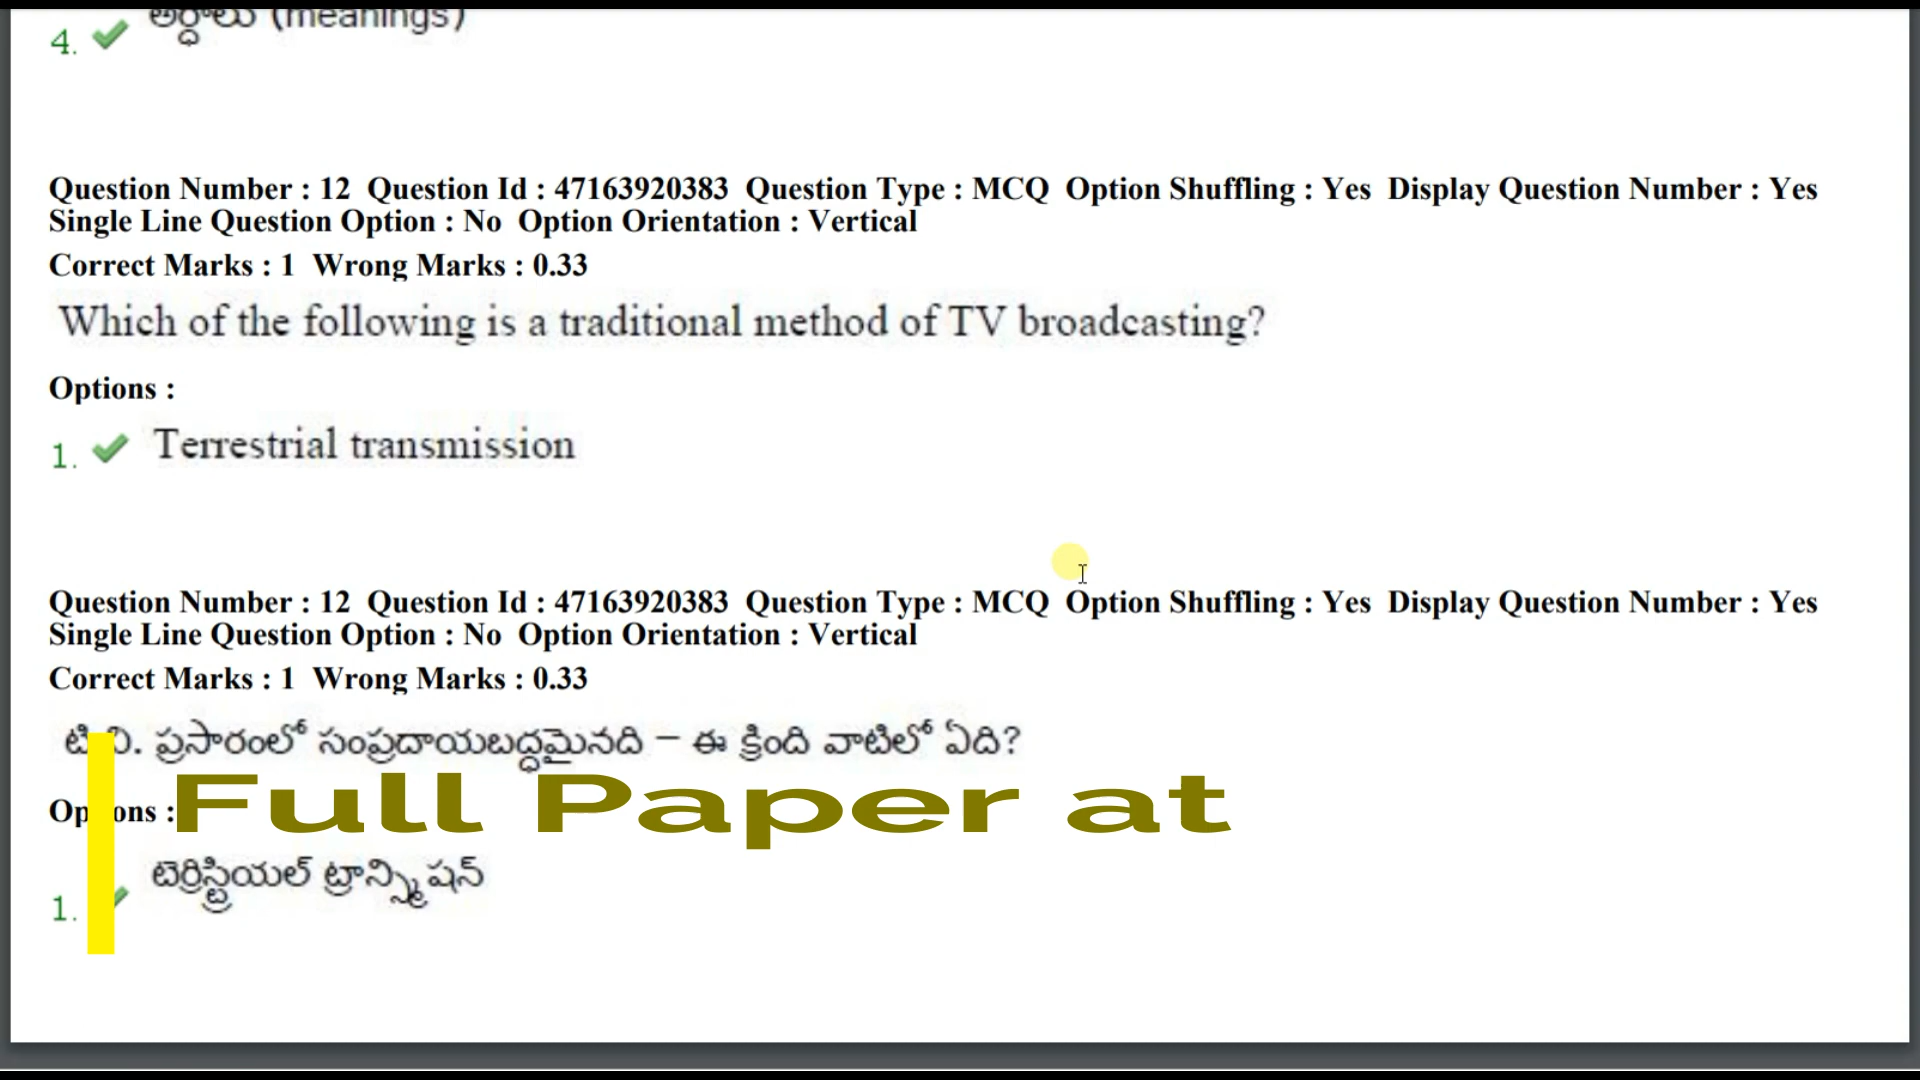 4. అర్థాలు (meanings)
Question Number : 12 Question Id : 47163920383 Question Type : MCQ Option Shuffling : Yes Display Question Number : Yes
Single Line Question Option : No Option Orientation : Vertical
Correct Marks : 1 Wrong Marks : 0.33
Which of the following is a traditional method of TV broadcasting?
Options :
1. Terrestrial transmission
Question Number : 12 Question Id : 47163920383 Question Type : MCQ Option Shuffling : Yes Display Question Number : Yes
Single Line Question Option : No Option Orientation : Vertical
Correct Marks : 1 Wrong Marks : 0.33
టి.వి. ప్రసారంలో సంప్రదాయబద్ధమైనది – ఈ క్రింది వాటిలో ఏది?
Options :
Full Paper at
1. టెర్రిస్ట్రియల్ ట్రాన్స్మిషన్